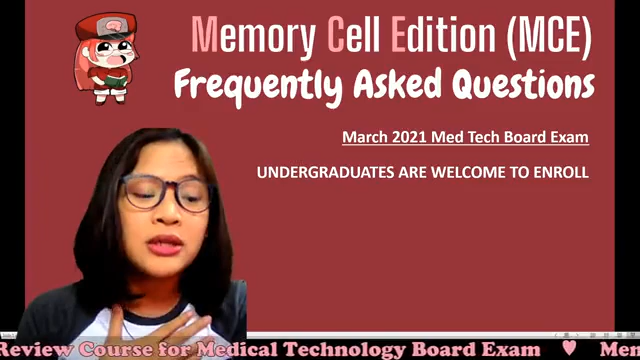 Memory Cell Edition (MCE)
Frequently Asked Questions
March 2021 Med Tech Board Exam
UNDERGRADUATES ARE WELCOME TO ENROLL
Review Course for Medical Technology Board Exam ♥ Mem